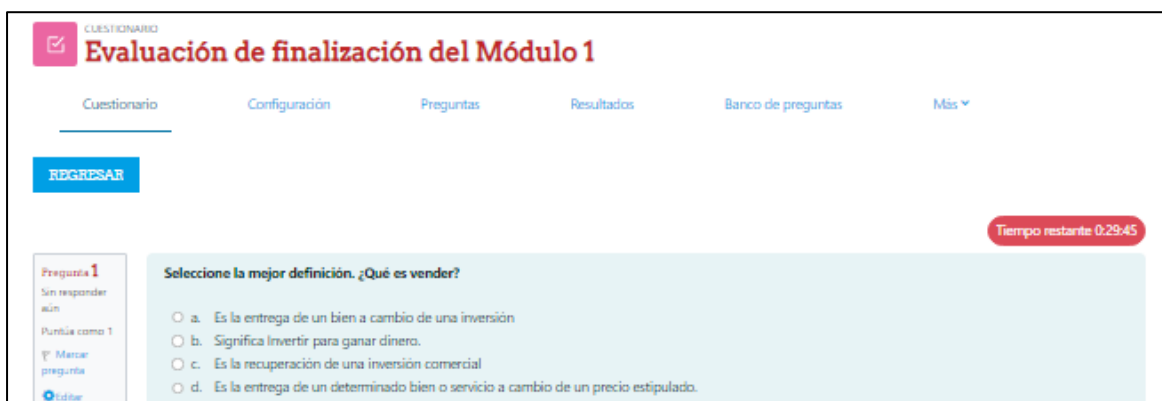 CUESTIONARIO
Evaluación de finalización del Módulo 1
Cuestionario Configuración Preguntas Resultados Banco de preguntas Más
REGRESAR
Tiempo restante 0:29:45
Pregunta 1
Sin responder
aún
Puntúa como 1
Marcar
pregunta
Editar
Seleccione la mejor definición. ¿Qué es vender?
a. Es la entrega de un bien a cambio de una inversión
b. Significa Invertir para ganar dinero.
c. Es la recuperación de una inversión comercial
d. Es la entrega de un determinado bien o servicio a cambio de un precio estipulado.